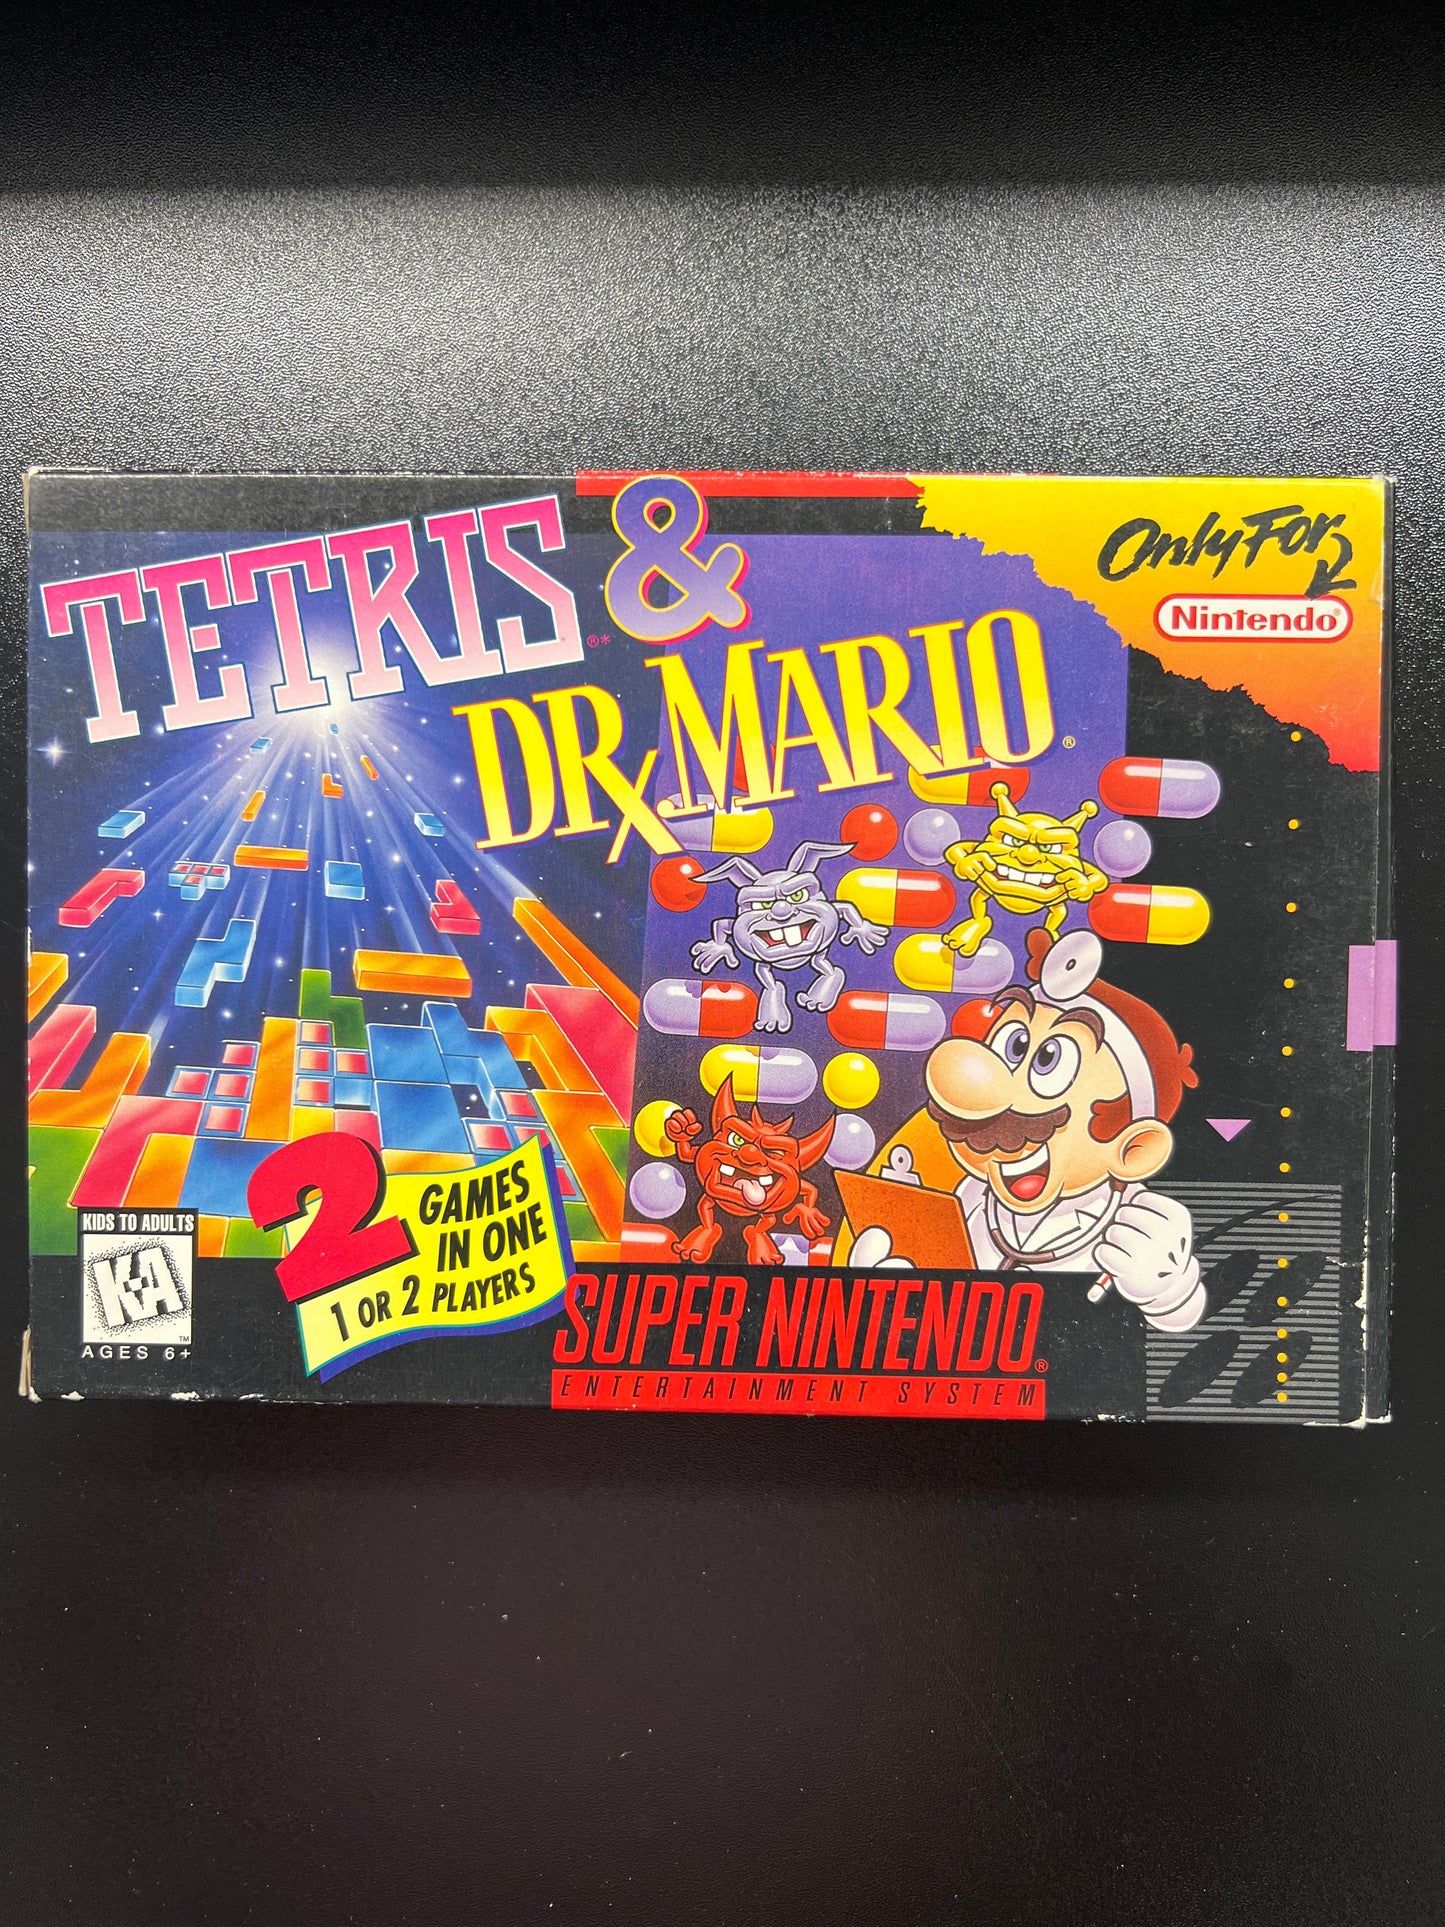 TETRIS ®*
&
DR. MARIO ®
Only For
Nintendo®
2 GAMES
IN ONE
1 OR 2 PLAYERS
KIDS TO ADULTS
K-A
™
AGES 6+
SUPER NINTENDO®
ENTERTAINMENT SYSTEM